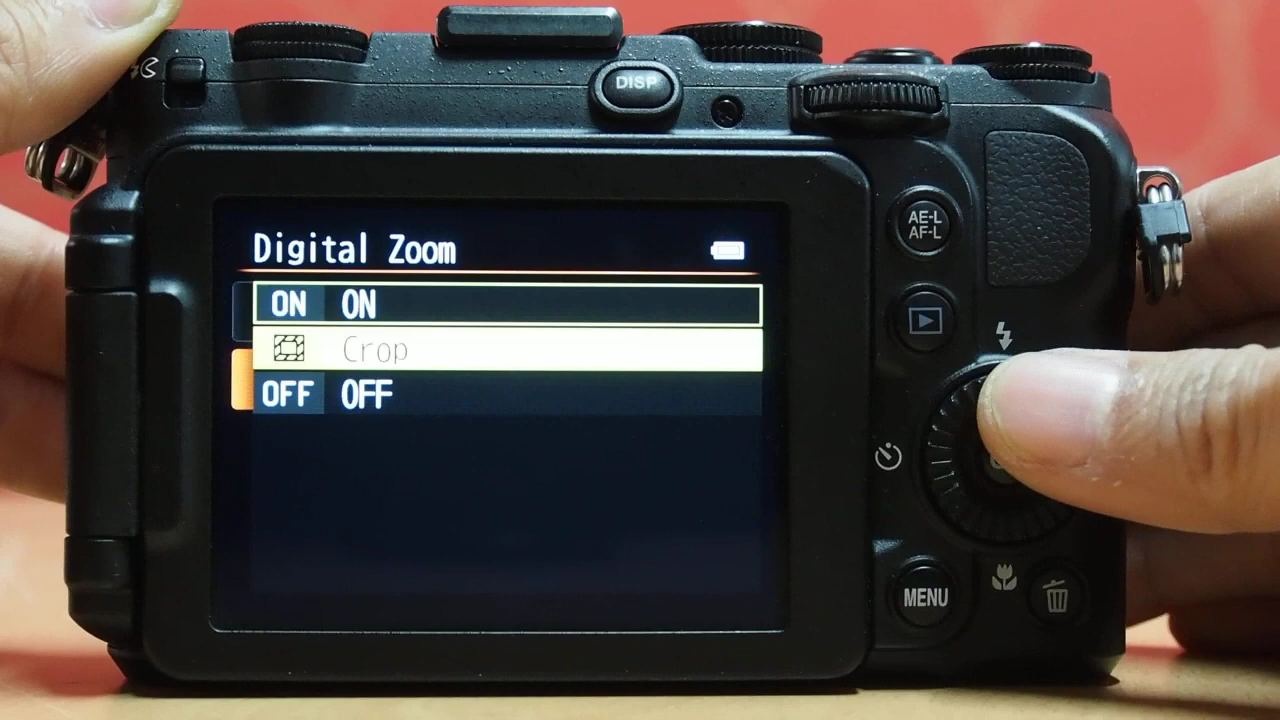 DISP
AE-L
AF-L
Digital Zoom
ON ON
Crop
OFF OFF
MENU